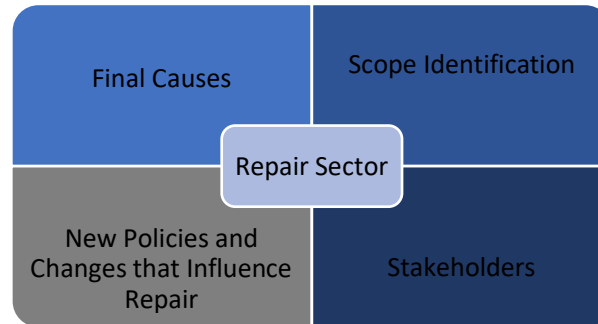 Final Causes
Scope Identification
Repair Sector
New Policies and
Changes that Influence
Repair
Stakeholders